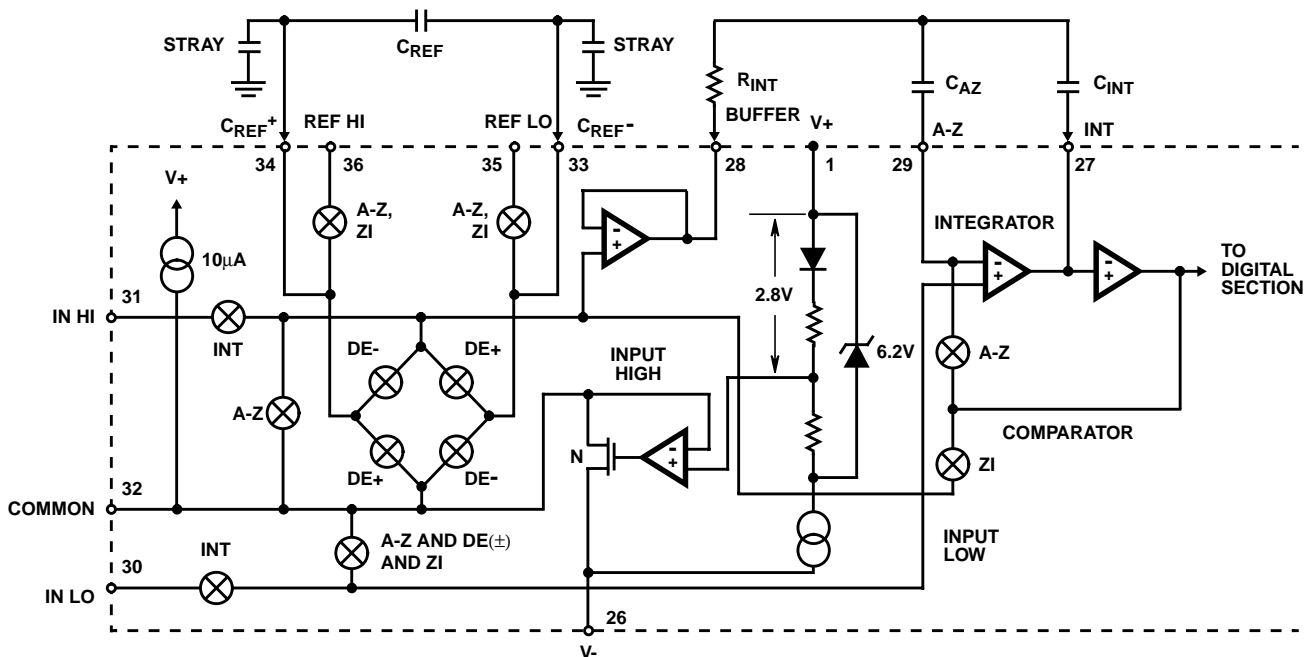 STRAY
CREF
STRAY
RINT
CAZ
CINT
BUFFER
V+
CREF+
REF HI
REF LO
CREF-
A-Z
INT
34
36
35
33
28
1
29
27
V+
A-Z,
ZI
A-Z,
ZI
-
+
INTEGRATOR
-
+
-
TO
DIGITAL
SECTION
10µA
2.8V
31
IN HI
INT
DE-
DE+
INPUT
HIGH
6.2V
A-Z
A-Z
N
-
+
COMPARATOR
DE+
DE-
ZI
32
COMMON
INT
A-Z AND DE(±)
AND ZI
INPUT
LOW
30
IN LO
26
V-